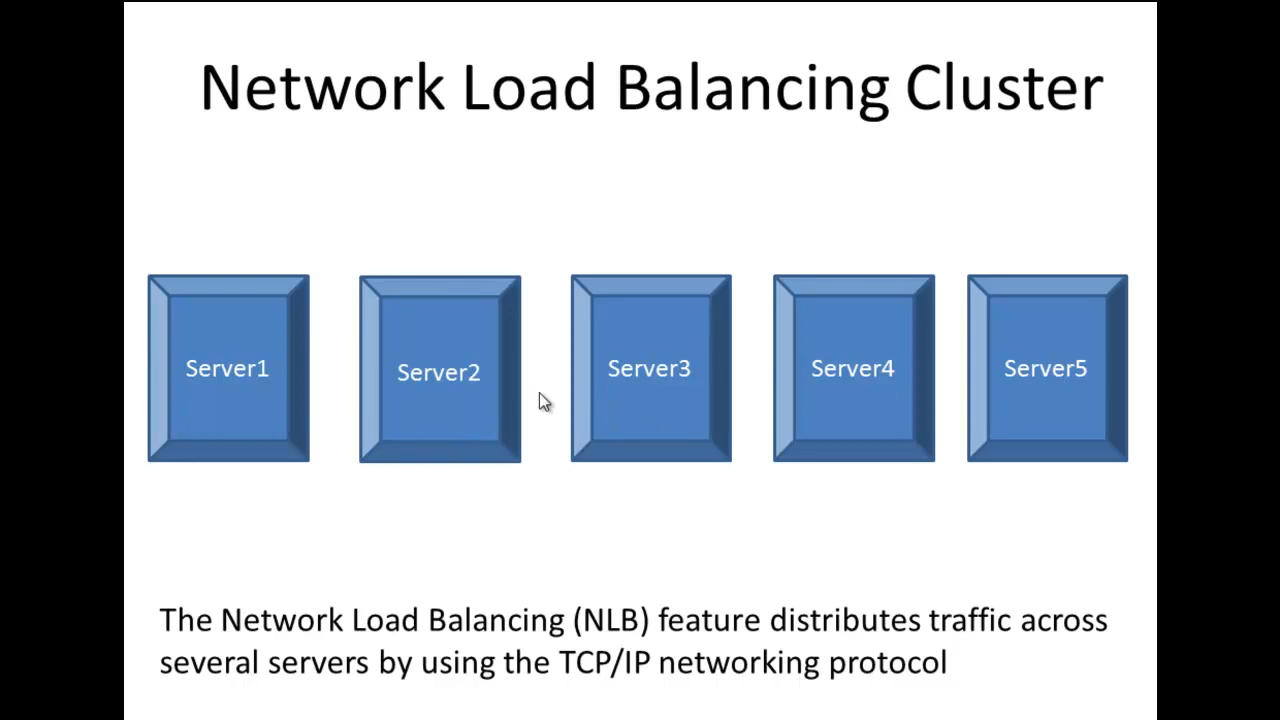 Network Load Balancing Cluster
Server1
Server2
Server3
Server4
Server5
The Network Load Balancing (NLB) feature distributes traffic across
several servers by using the TCP/IP networking protocol